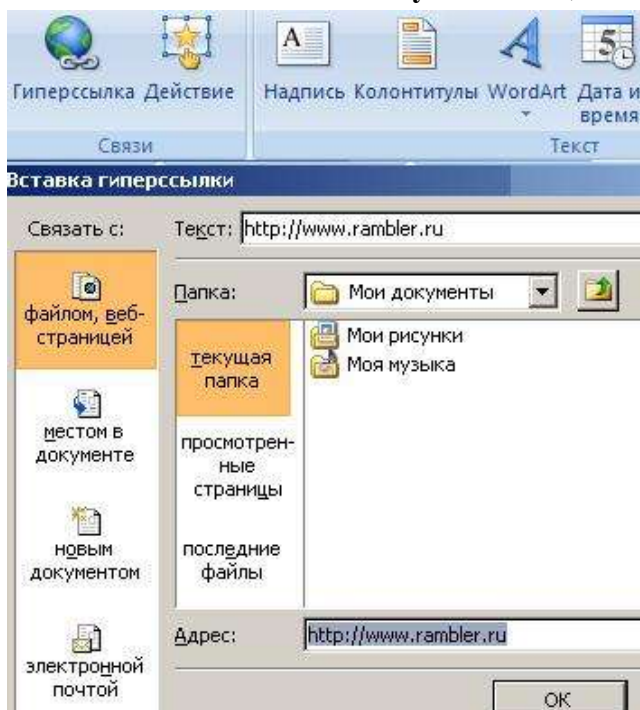 Гиперссылка Действие Надпись Колонтитулы WordArt Дата и время
Связи Текст
Вставка гиперссылки
Связать с: Текст: http://www.rambler.ru
файлом, веб-страницей
Папка: Мои документы
текущая папка
Мои рисунки
Моя музыка
местом в документе
просмотрен-
ные
страницы
новым
документом
последние
файлы
Адрес: http://www.rambler.ru
электронной
почтой
ОК